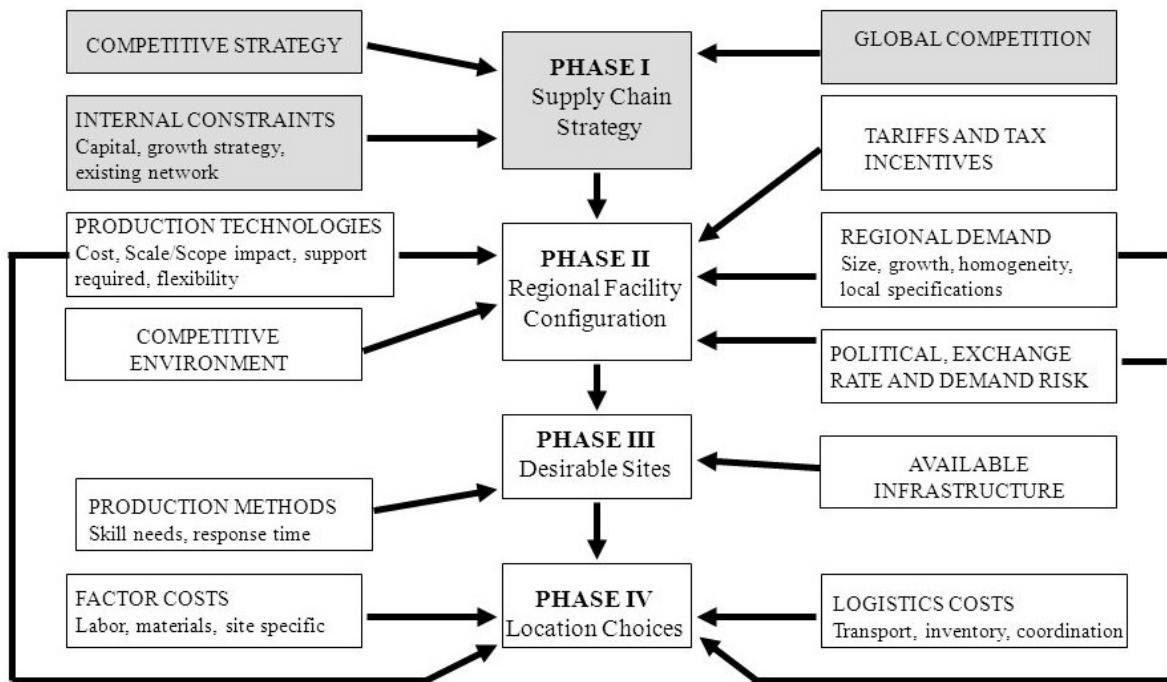 COMPETITIVE STRATEGY
PHASE I
Supply Chain
Strategy
GLOBAL COMPETITION
INTERNAL CONSTRAINTS
Capital, growth strategy,
existing network
TARIFFS AND TAX
INCENTIVES
PRODUCTION TECHNOLOGIES
Cost, Scale/Scope impact, support
required, flexibility
PHASE II
Regional Facility
Configuration
REGIONAL DEMAND
Size, growth, homogeneity,
local specifications
COMPETITIVE
ENVIRONMENT
POLITICAL, EXCHANGE
RATE AND DEMAND RISK
PHASE III
Desirable Sites
AVAILABLE
INFRASTRUCTURE
PRODUCTION METHODS
Skill needs, response time
FACTOR COSTS
Labor, materials, site specific
PHASE IV
Location Choices
LOGISTICS COSTS
Transport, inventory, coordination